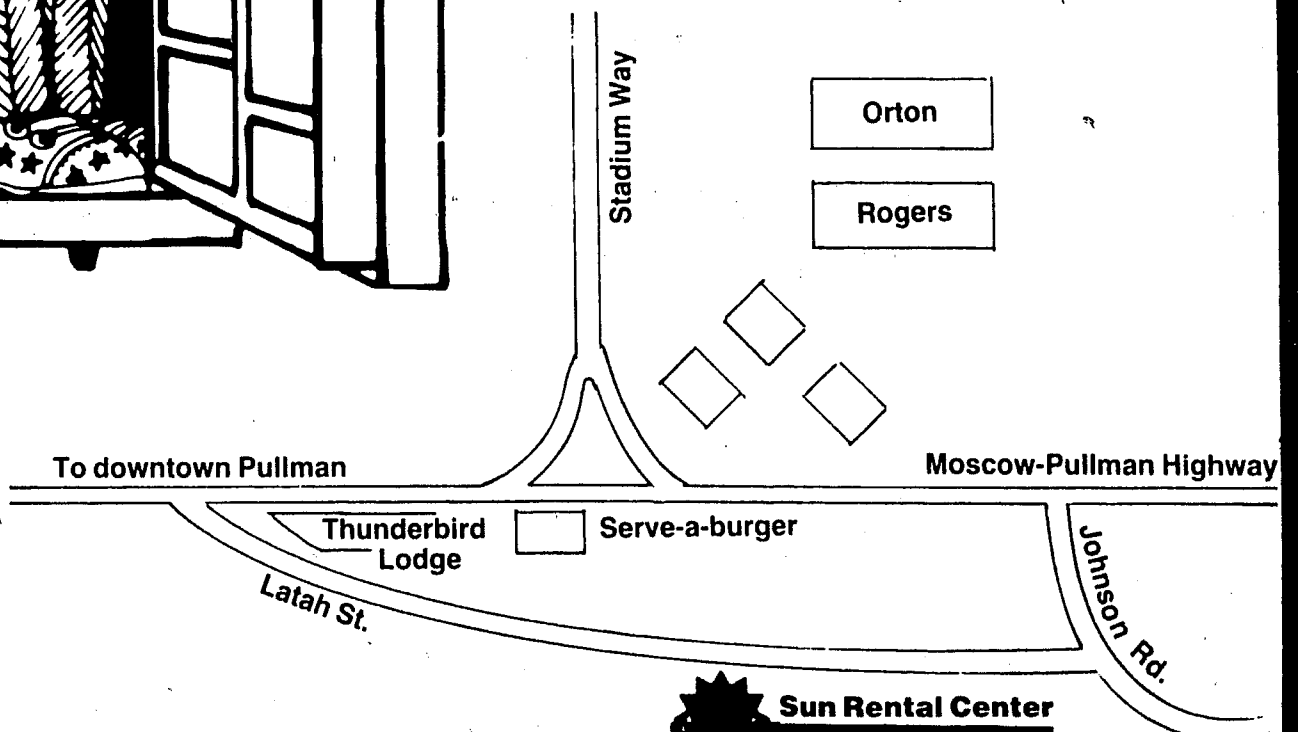 Stadium Way
Orton
Rogers
To downtown Pullman
Moscow-Pullman Highway
Thunderbird
Lodge
Serve-a-burger
Johnson Rd.
Latah St.
Sun Rental Center